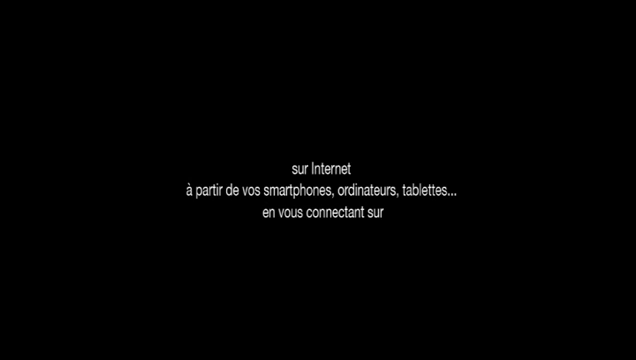 sur Internet
à partir de vos smartphones, ordinateurs, tablettes...
en vous connectant sur